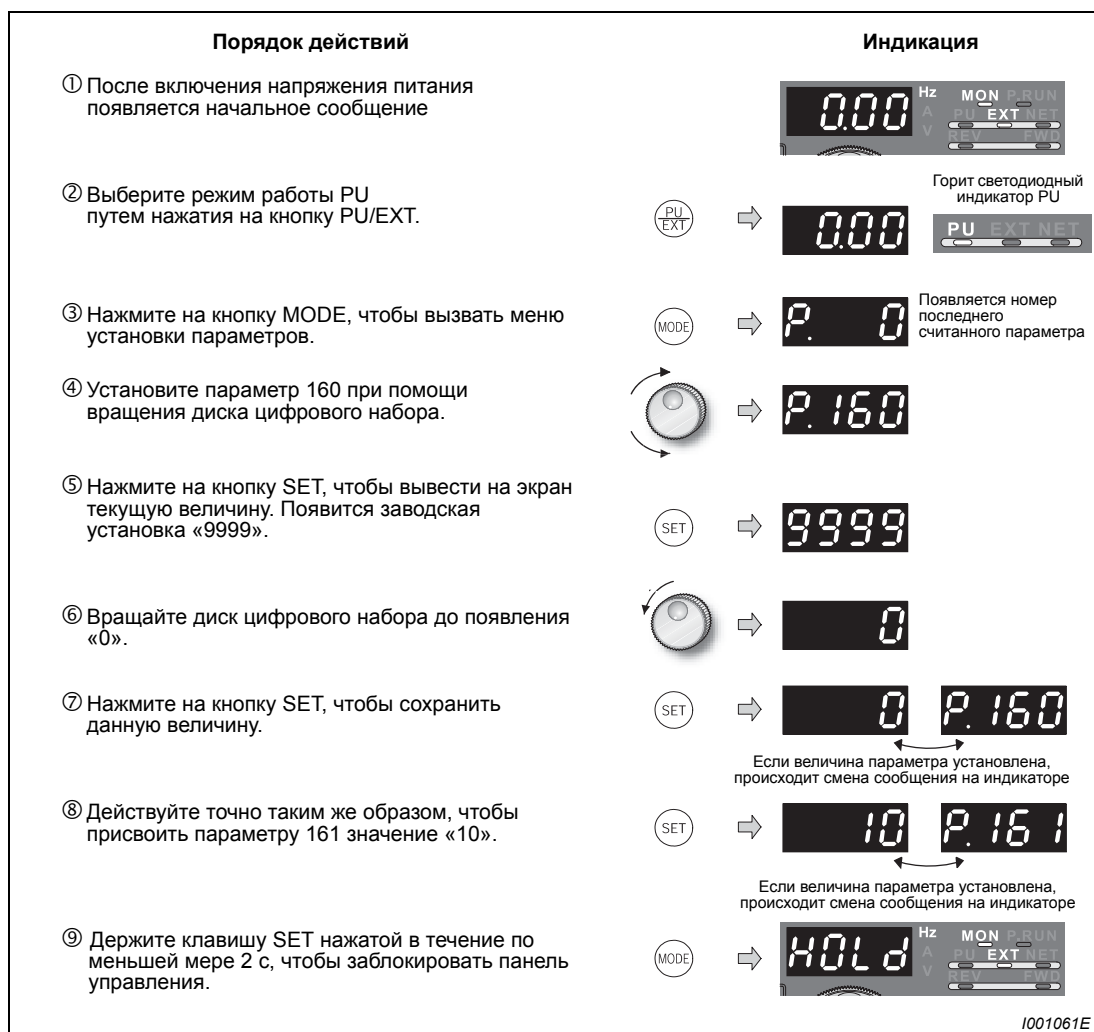 Порядок действий
Индикация
① После включения напряжения питания
появляется начальное сообщение
0.00
Hz
A
V
MON P.RUN
PU EXT NET
REV FWD
② Выберите режим работы PU
путем нажатия на кнопку PU/EXT.
PU
EXT
0.00
Горит светодиодный
индикатор PU
PU EXT NET
③ Нажмите на кнопку MODE, чтобы вызвать меню
установки параметров.
MODE
P. 0
Появляется номер
последнего
считанного параметра
④ Установите параметр 160 при помощи
вращения диска цифрового набора.
P. 160
⑤ Нажмите на кнопку SET, чтобы вывести на экран
текущую величину. Появится заводская
установка «9999».
SET
9999
⑥ Вращайте диск цифрового набора до появления
«0».
0
⑦ Нажмите на кнопку SET, чтобы сохранить
данную величину.
SET
0 P. 160
Если величина параметра установлена,
происходит смена сообщения на индикаторе
⑧ Действуйте точно таким же образом, чтобы
присвоить параметру 161 значение «10».
SET
10 P. 161
Если величина параметра установлена,
происходит смена сообщения на индикаторе
⑨ Держите клавишу SET нажатой в течение по
меньшей мере 2 с, чтобы заблокировать панель
управления.
MODE
HOLd
Hz
A
V
MON P.RUN
PU EXT NET
REV FWD
I001061E